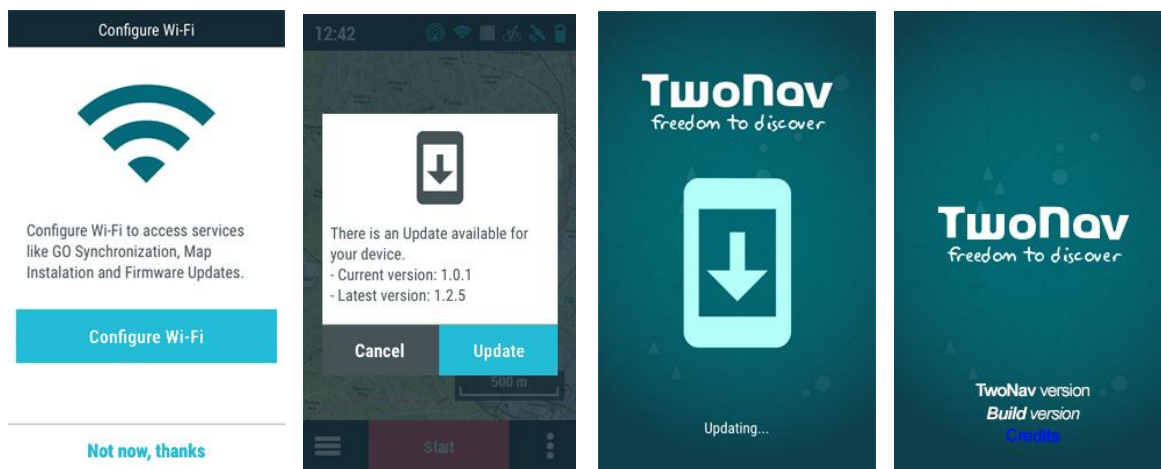 Configure Wi-Fi
Configure Wi-Fi to access services
like GO Synchronization, Map
Instalation and Firmware Updates.
Configure Wi-Fi
Not now, thanks
12:42
There is an Update available for
your device.
- Current version: 1.0.1
- Latest version: 1.2.5
Cancel
Update
500 m
Start
TwoNav
freedom to discover
Updating...
TwoNav
freedom to discover
TwoNav version
Build version
Credits